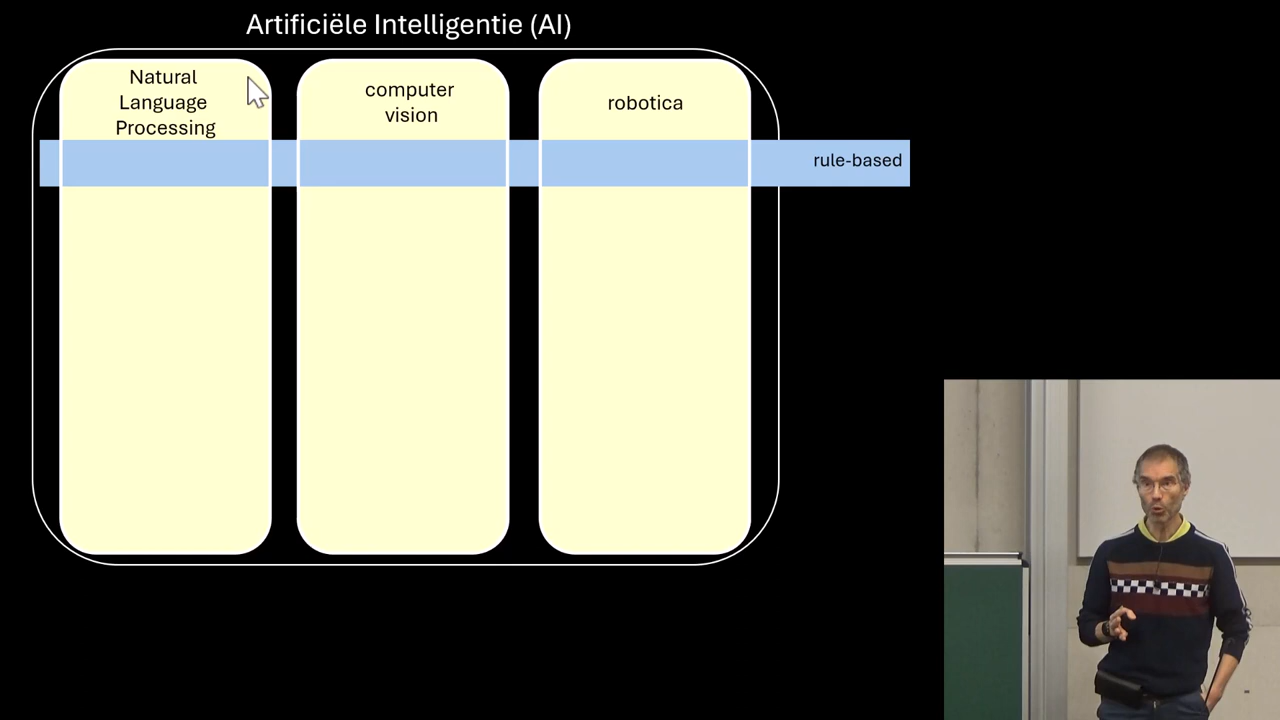 Artificiële Intelligentie (AI)
Natural
Language
Processing
computer
vision
robotica
rule-based